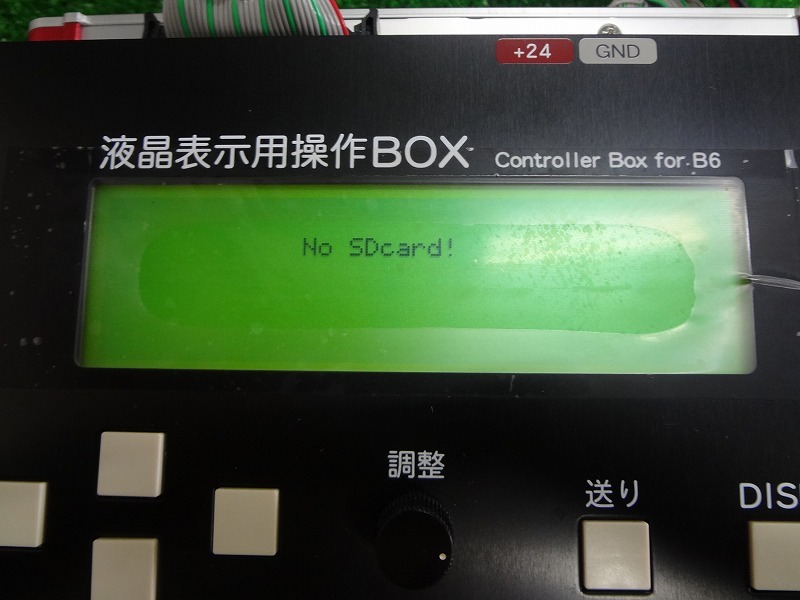 +24 GND
液晶表示用操作BOX Controller Box for B6
No SDcard!
調整
送り
DIS